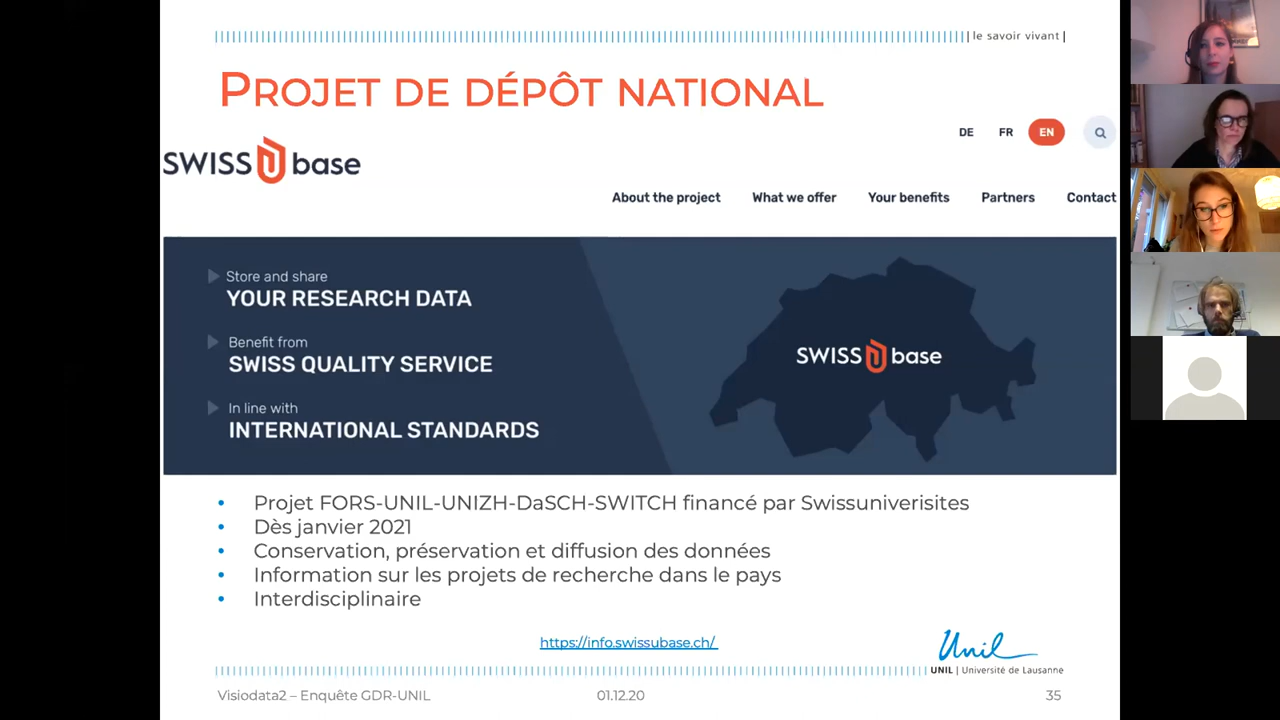 | le savoir vivant |
PROJET DE DÉPÔT NATIONAL
DE FR EN
SWISS U base
About the project What we offer Your benefits Partners Contact
Store and share
YOUR RESEARCH DATA
Benefit from
SWISS QUALITY SERVICE
In line with
INTERNATIONAL STANDARDS
SWISS U base
• Projet FORS-UNIL-UNIZH-DaSCH-SWITCH financé par Swissuniverisites
• Dès janvier 2021
• Conservation, préservation et diffusion des données
• Information sur les projets de recherche dans le pays
• Interdisciplinaire
https://info.swissubase.ch/
Unil
UNIL | Université de Lausanne
Visiodata2 – Enquête GDR-UNIL 01.12.20 35